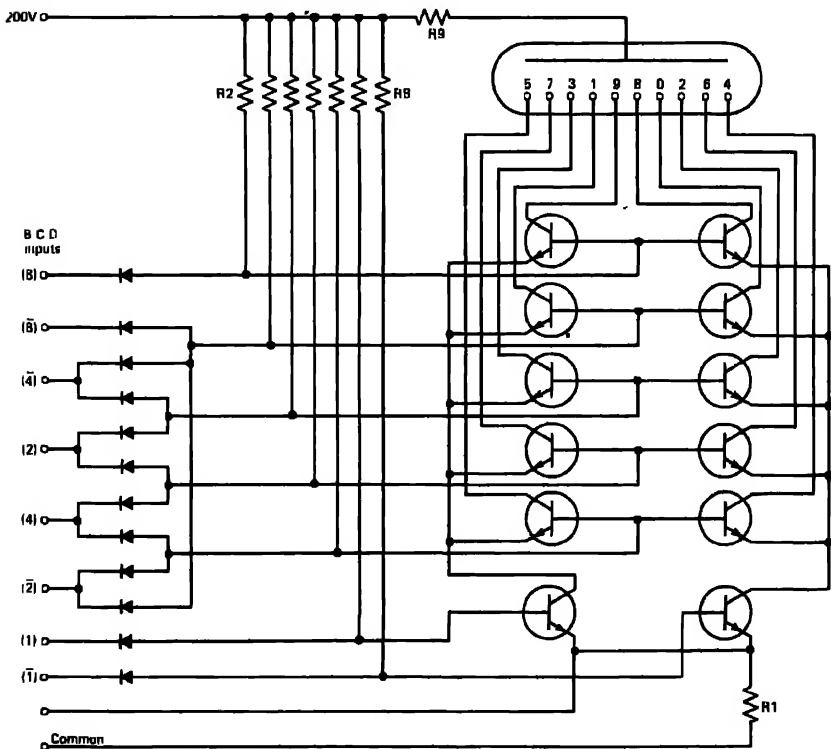 200V
R9
5 7 3 1 9 8 0 2 6 4
R2
R8
B C D
inputs
(8)
(8̄)
(4̄)
(2)
(4)
(2̄)
(1)
(1̄)
R1
Common